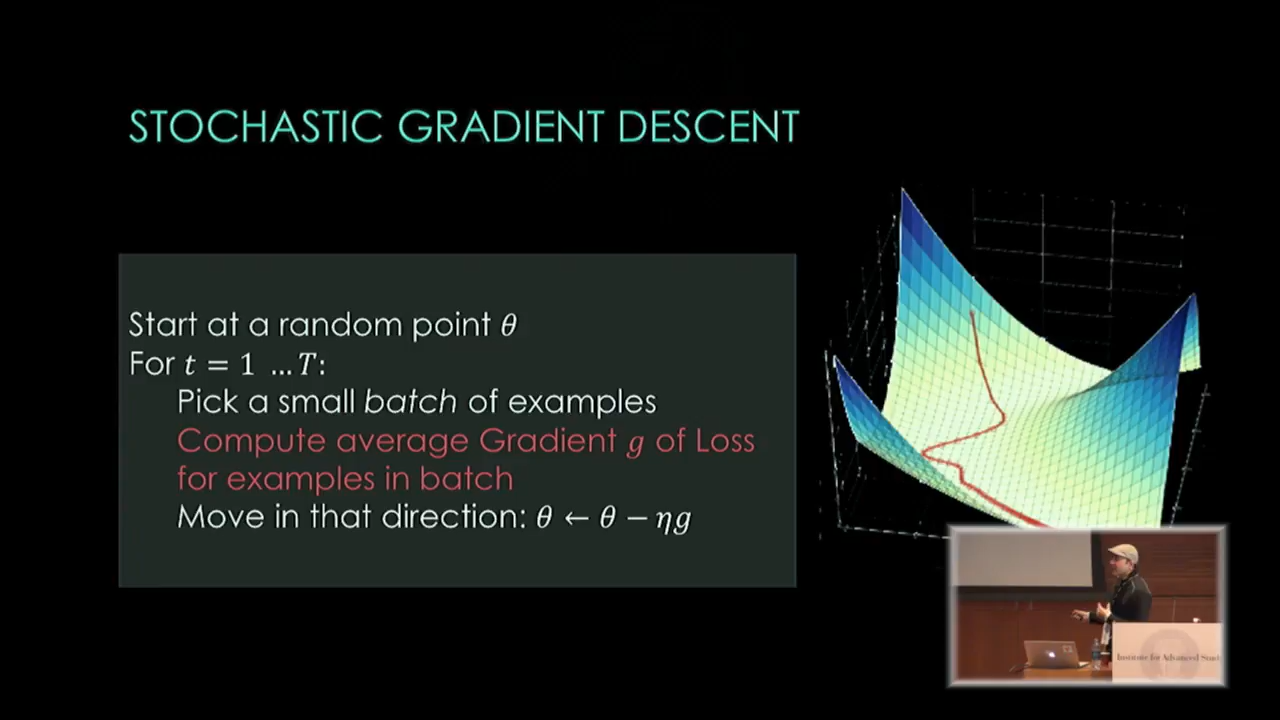 STOCHASTIC GRADIENT DESCENT
Start at a random point θ
For t = 1 …T:
Pick a small batch of examples
Compute average Gradient g of Loss
for examples in batch
Move in that direction: θ ← θ − ηg
Institute for Advanced Stud